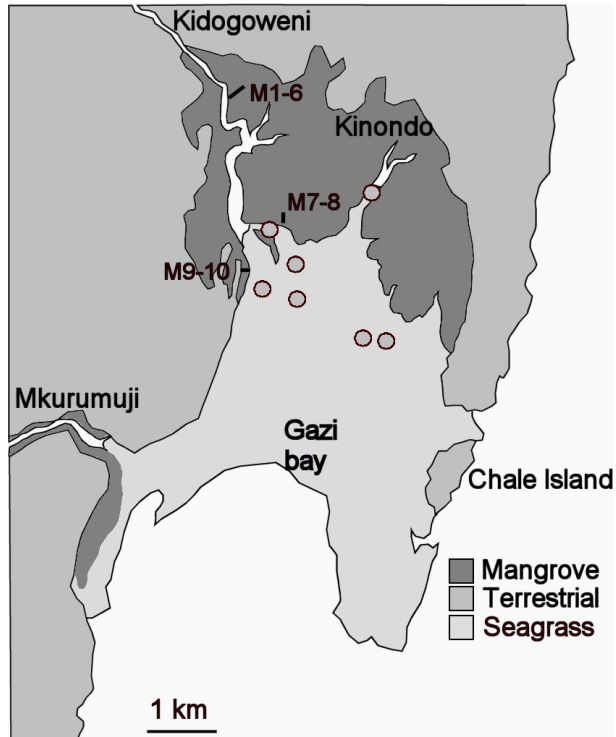 Kidogoweni
M1-6
Kinondo
M7-8
M9-10
Mkurumuji
Gazi
bay
Chale Island
Mangrove
Terrestrial
Seagrass
1 km